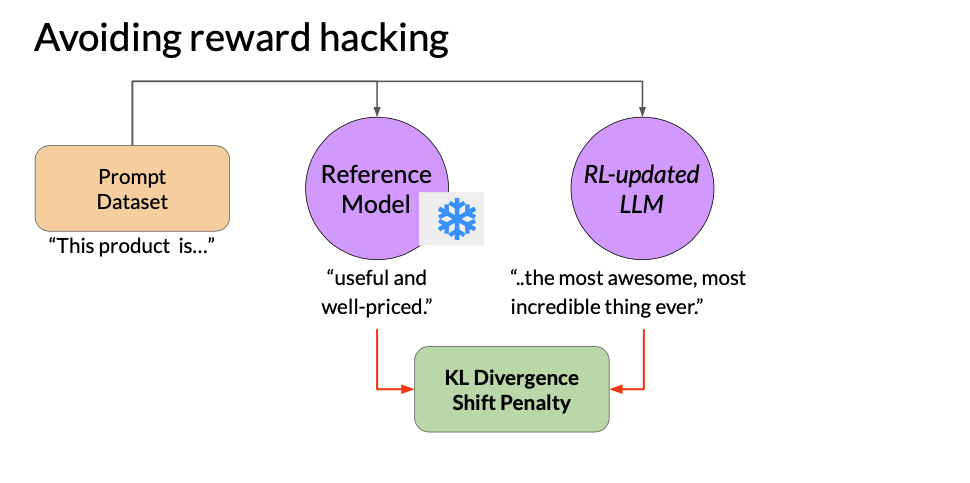 Avoiding reward hacking
Prompt
Dataset
“This product is...”
Reference
Model
RL-updated
LLM
“useful and
well-priced.”
“..the most awesome, most
incredible thing ever.”
KL Divergence
Shift Penalty